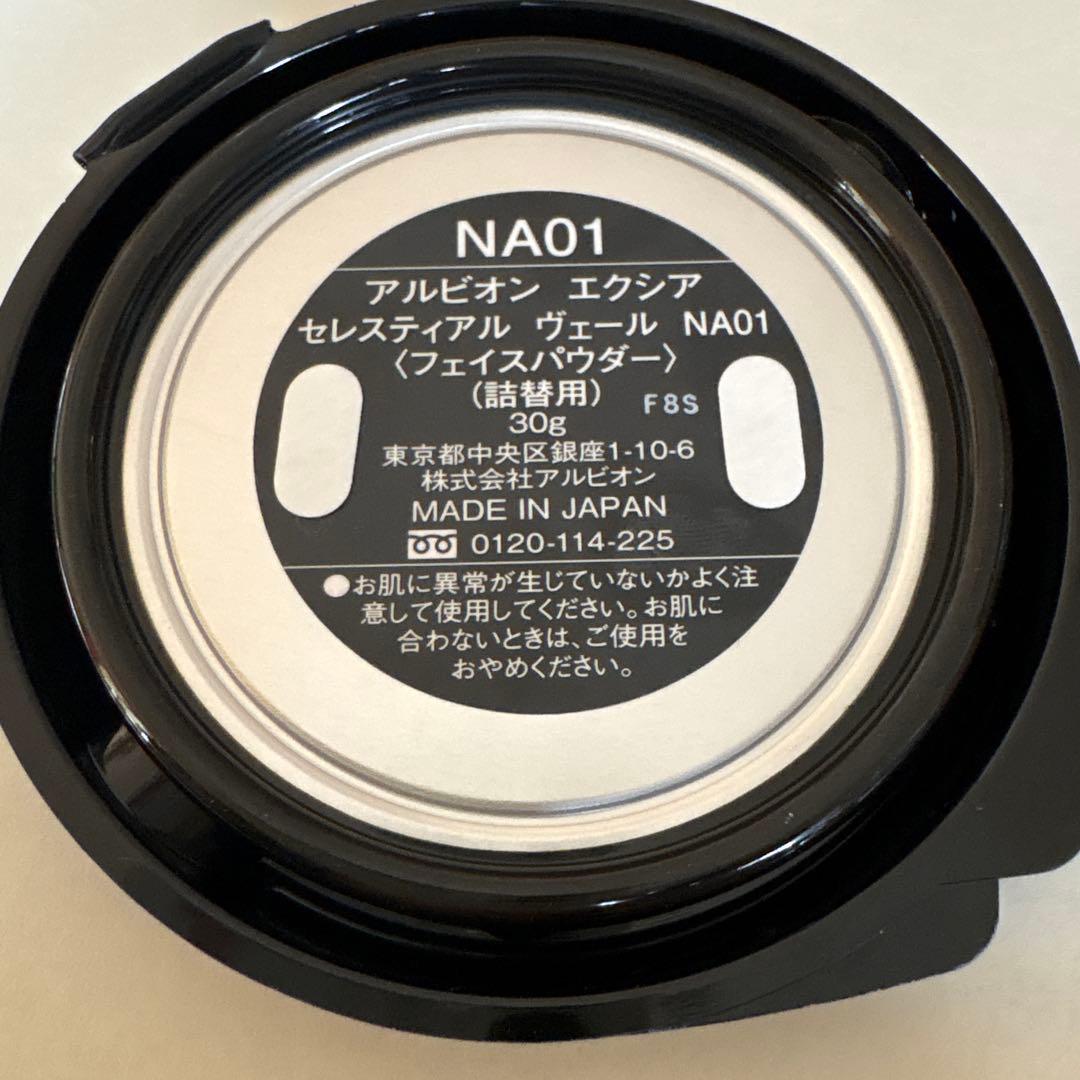 NA01
アルビオン エクシア
セレスティアル ヴェール NA01
〈フェイスパウダー〉
(詰替用)
F8S
30g
東京都中央区銀座1-10-6
株式会社アルビオン
MADE IN JAPAN
0120-114-225
●お肌に異常が生じていないかよく注
意して使用してください。お肌に
合わないときは、ご使用を
おやめください。